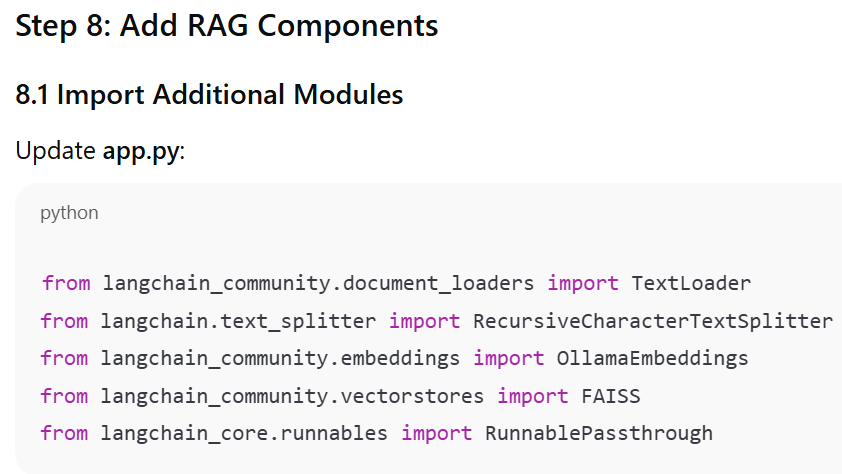 Step 8: Add RAG Components
8.1 Import Additional Modules
Update app.py:
python
from langchain_community.document_loaders import TextLoader
from langchain.text_splitter import RecursiveCharacterTextSplitter
from langchain_community.embeddings import OllamaEmbeddings
from langchain_community.vectorstores import FAISS
from langchain_core.runnables import RunnablePassthrough